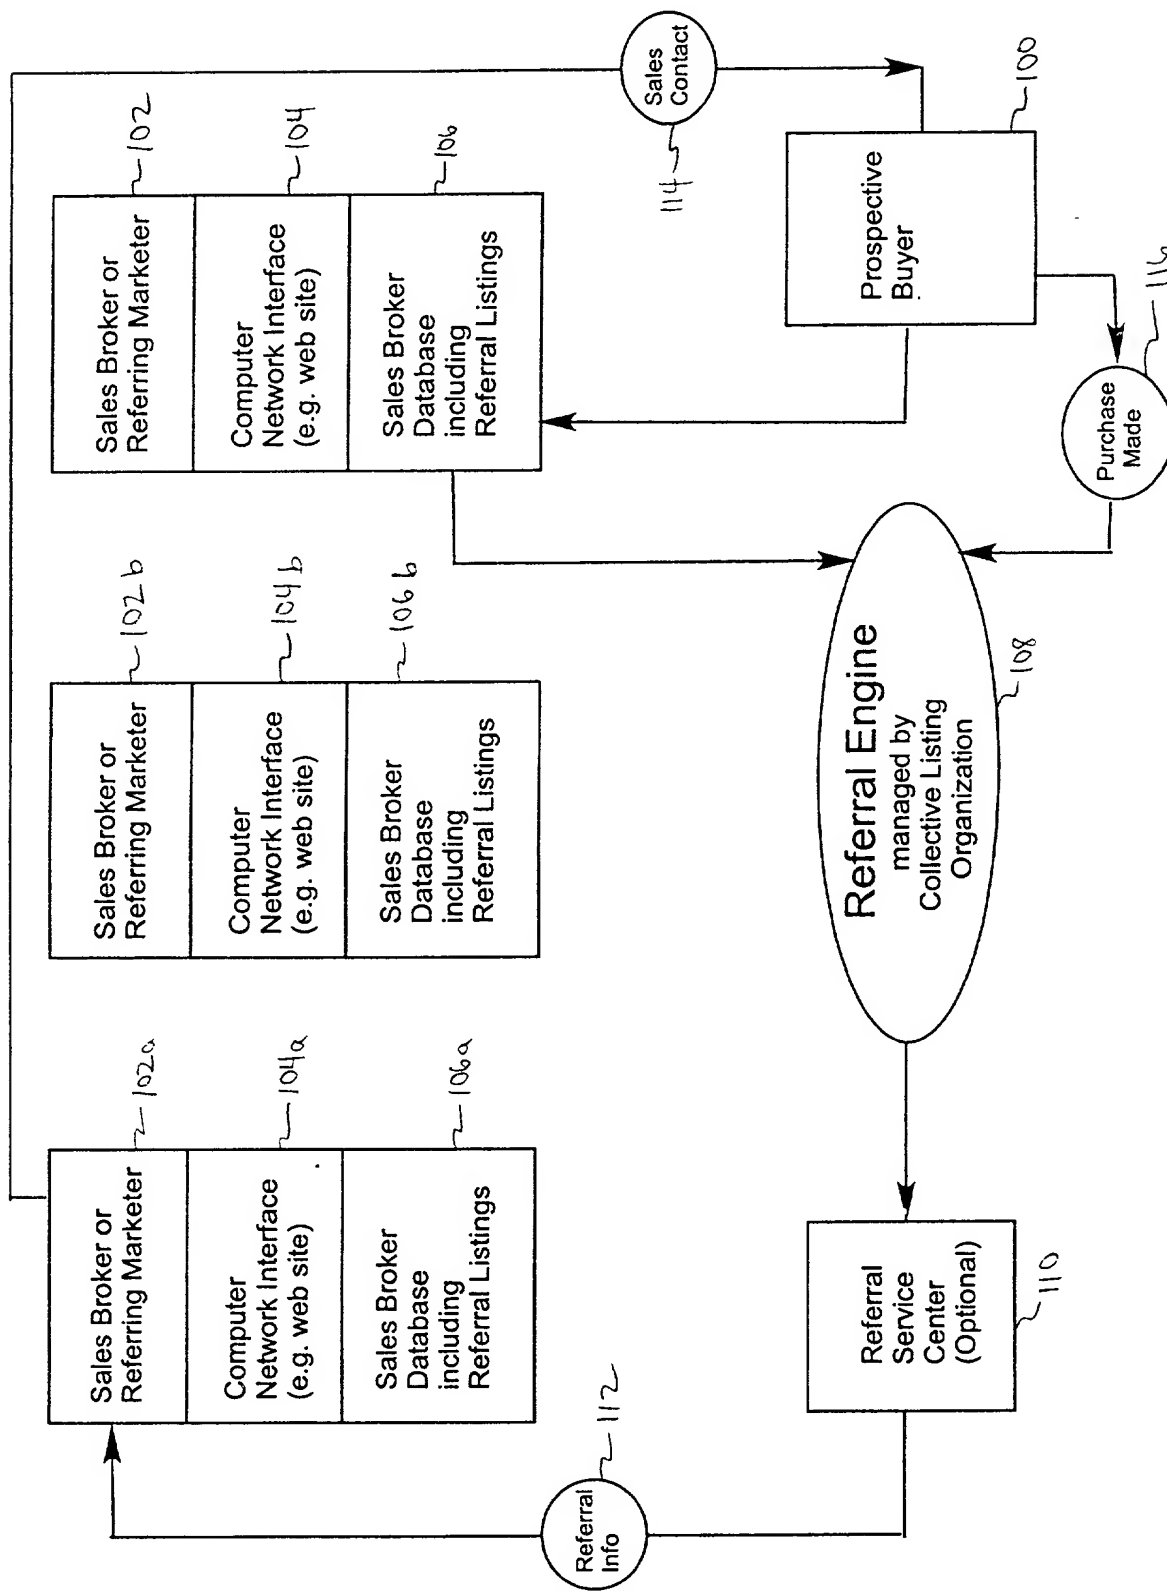 Sales Broker or
Referring Marketer
102a
Computer
Network Interface
(e.g. web site)
104a
Sales Broker
Database
including
Referral Listings
106a
Sales Broker or
Referring Marketer
102b
Computer
Network Interface
(e.g. web site)
104b
Sales Broker
Database
including
Referral Listings
106b
Sales Broker or
Referring Marketer
102
Computer
Network Interface
(e.g. web site)
104
Sales Broker
Database
including
Referral Listings
106
Referral
Info
112
Sales
Contact
114
Referral
Service
Center
(Optional)
110
Referral Engine
managed by
Collective Listing
Organization
108
Prospective
Buyer
100
Purchase
Made
116